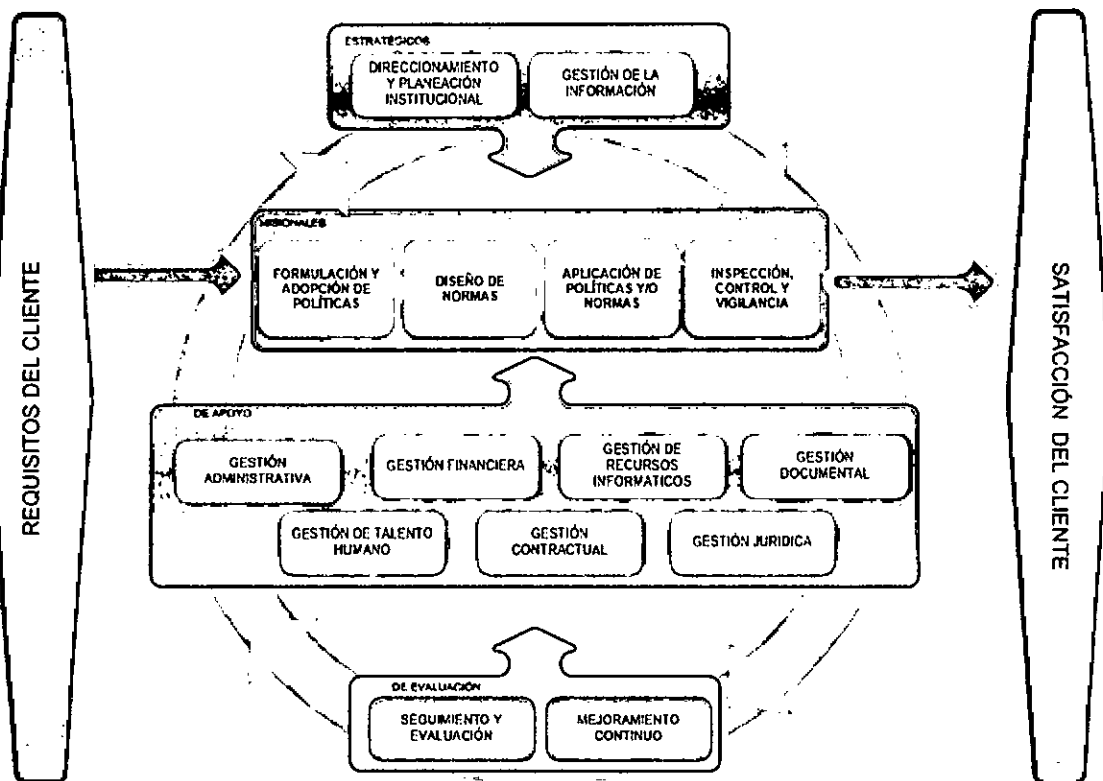 ESTRATÉGICOS
DIRECCIONAMIENTO
Y PLANEACIÓN
INSTITUCIONAL
GESTIÓN DE LA
INFORMACIÓN
REQUISITOS DEL CLIENTE
MISIONALES
FORMULACIÓN Y
ADOPCIÓN DE
POLÍTICAS
DISEÑO DE
NORMAS
APLICACIÓN DE
POLÍTICAS Y/O
NORMAS
INSPECCIÓN,
CONTROL Y
VIGILANCIA
SATISFACCIÓN DEL CLIENTE
DE APOYO
GESTIÓN
ADMINISTRATIVA
GESTIÓN FINANCIERA
GESTIÓN DE
RECURSOS
INFORMÁTICOS
GESTIÓN
DOCUMENTAL
GESTIÓN DE TALENTO
HUMANO
GESTIÓN
CONTRACTUAL
GESTIÓN JURIDICA
DE EVALUACIÓN
SEGUIMIENTO Y
EVALUACIÓN
MEJORAMIENTO
CONTINUO